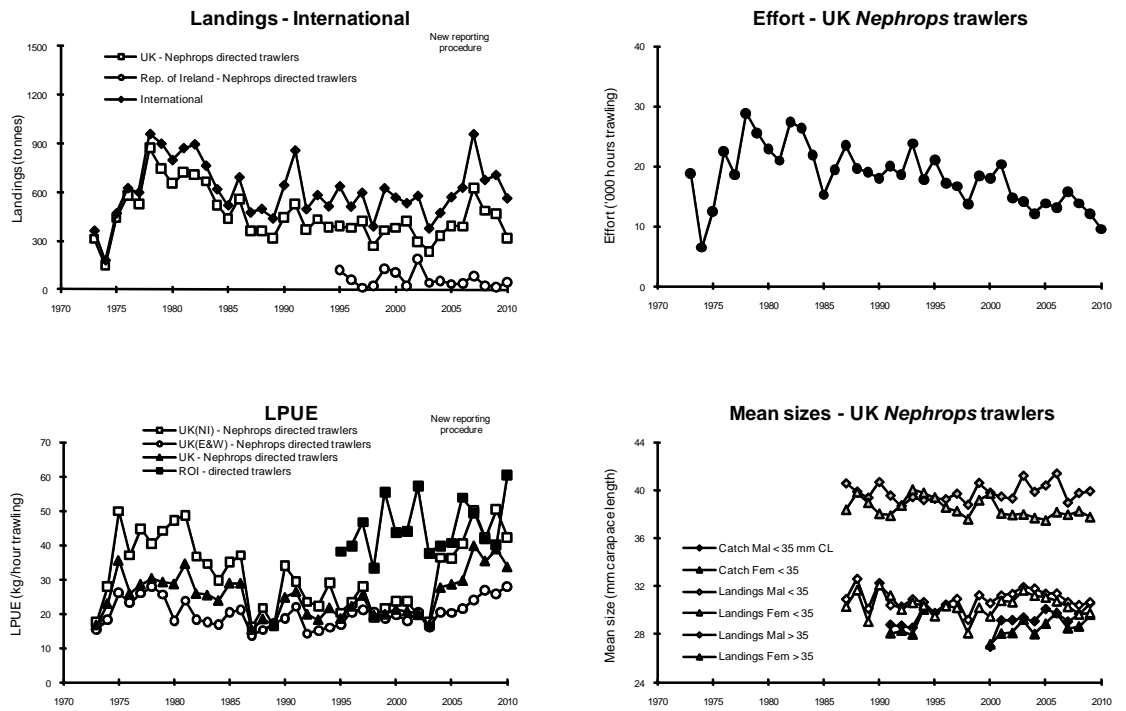 Landings - International
New reporting
procedure
UK - Nephrops directed trawlers
Rep. of Ireland - Nephrops directed trawlers
International
Landings (tonnes)
1500
1200
900
600
300
0
1970 1975 1980 1985 1990 1995 2000 2005 2010
Effort - UK Nephrops trawlers
Effort ('000 hours trawling)
40
30
20
10
0
1970 1975 1980 1985 1990 1995 2000 2005 2010
LPUE
New reporting
procedure
UK(NI) - Nephrops directed trawlers
UK(E&W) - Nephrops directed trawlers
UK - Nephrops directed trawlers
ROI - directed trawlers
LPUE (kg/hour trawling)
70
60
50
40
30
20
10
0
1970 1975 1980 1985 1990 1995 2000 2005 2010
Mean sizes - UK Nephrops trawlers
Mean size (mm carapace length)
44
40
36
32
28
24
Catch Mal < 35 mm CL
Catch Fem < 35
Landings Mal < 35
Landings Fem < 35
Landings Mal > 35
Landings Fem > 35
1970 1975 1980 1985 1990 1995 2000 2005 2010